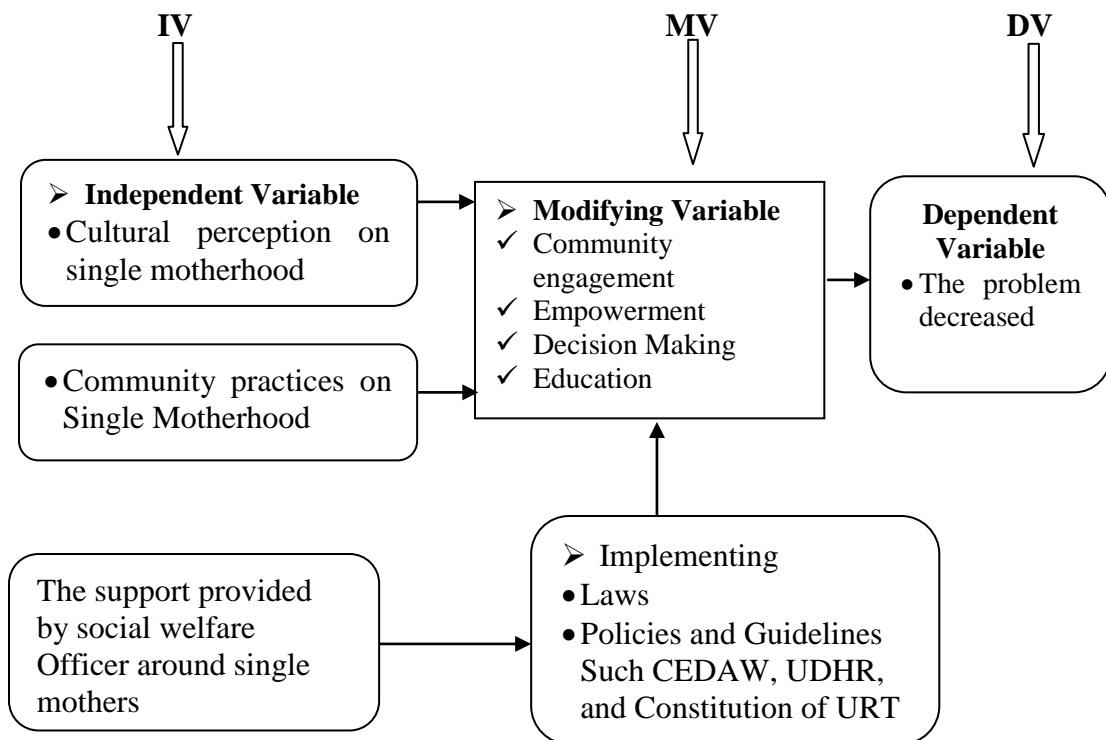 IV
MV
DV
➢ Independent Variable
• Cultural perception on
single motherhood
• Community practices on
Single Motherhood
➢ Modifying Variable
✓ Community
engagement
✓ Empowerment
✓ Decision Making
✓ Education
Dependent
Variable
• The problem
decreased
The support provided
by social welfare
Officer around single
mothers
➢ Implementing
• Laws
• Policies and Guidelines
Such CEDAW, UDHR,
and Constitution of URT